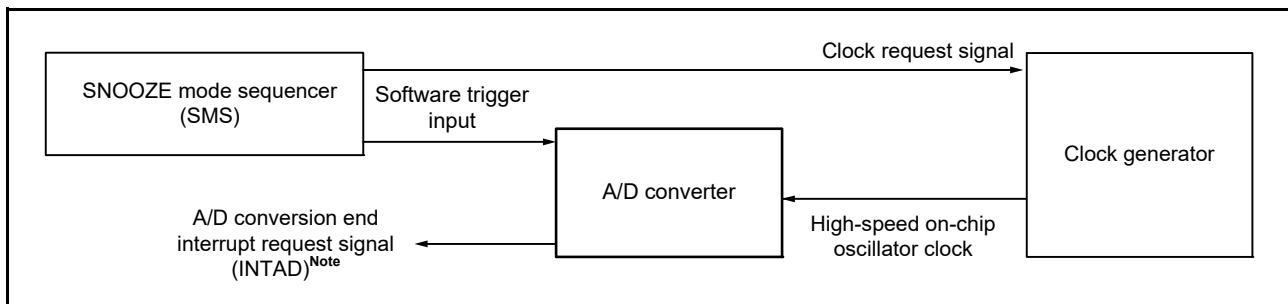 Clock request signal
SNOOZE mode sequencer
(SMS)
Software trigger
input
Clock generator
A/D converter
A/D conversion end
interrupt request signal
(INTAD)Note
High-speed on-chip
oscillator clock